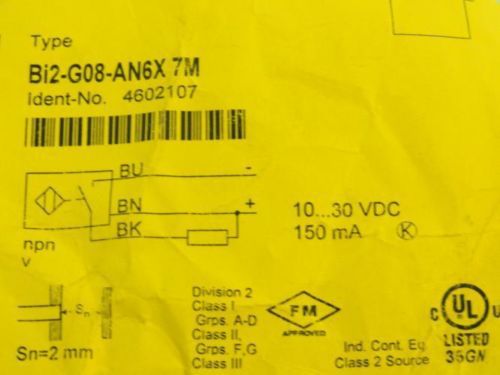 Type
Bi2-G08-AN6X 7M
Ident-No. 4602107
BU -
BN +
BK
10...30 VDC
150 mA K
npn
v
Sn
Sn=2 mm
Division 2
Class I
Grps. A-D
Class II,
Grps. F,G
Class III
FM
APPROVED
Ind. Cont. Eq.
Class 2 Source
C UL U
LISTED
36GN